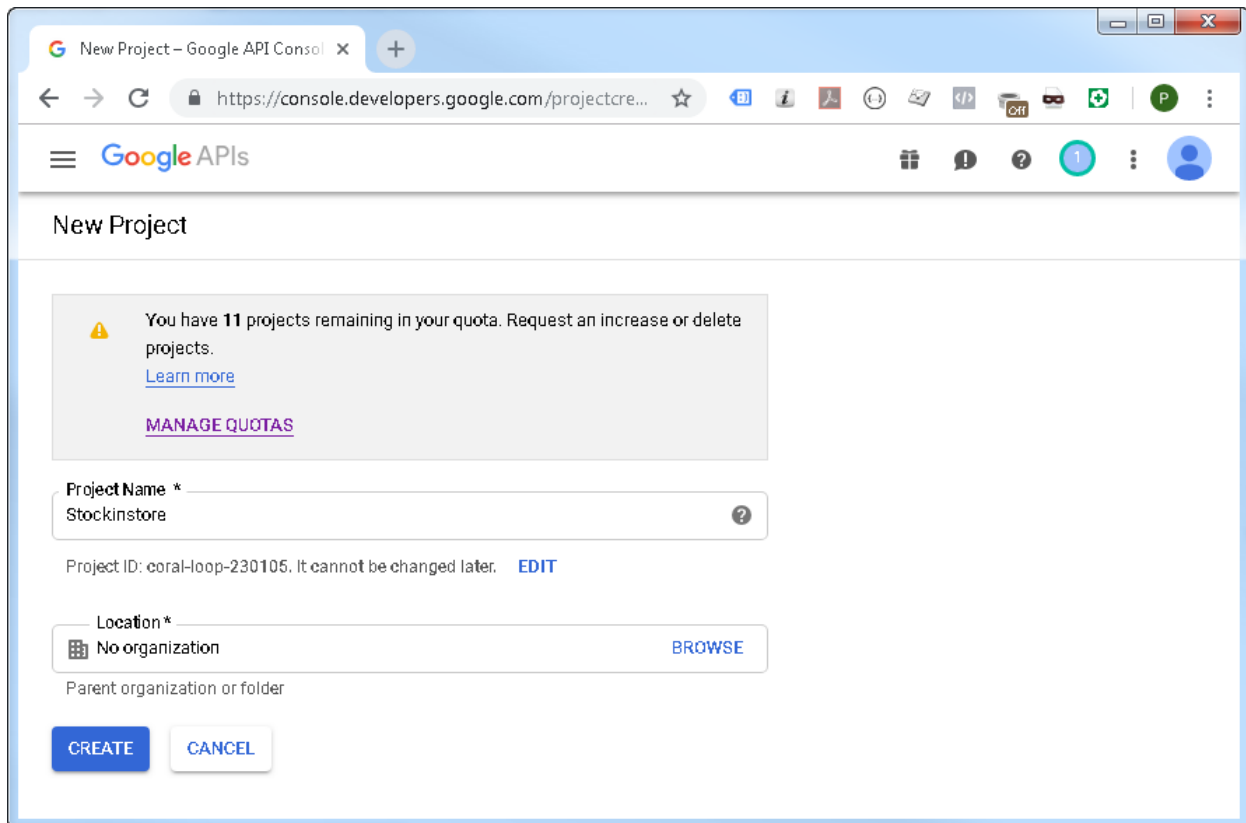 New Project – Google API Consol
https://console.developers.google.com/projectcre...
Off
P
Google APIs
1
New Project
You have 11 projects remaining in your quota. Request an increase or delete
projects.
Learn more
MANAGE QUOTAS
Project Name *
Stockinstore
Project ID: coral-loop-230105. It cannot be changed later. EDIT
Location *
No organization BROWSE
Parent organization or folder
CREATE CANCEL